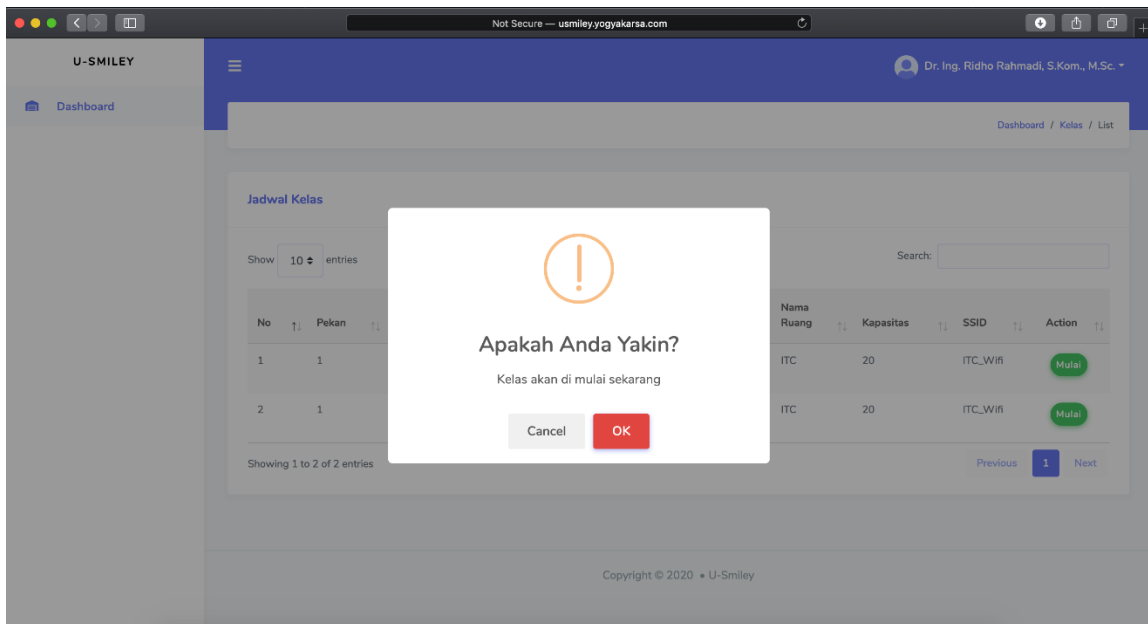 Not Secure — usmiley.yogyakarsa.com
U-SMILEY
Dr. Ing. Ridho Rahmadi, S.Kom., M.Sc.
Dashboard
Dashboard / Kelas / List
Jadwal Kelas
Show 10 entries
Search:
No Pekan Nama Ruang Kapasitas SSID Action
1 1 ITC 20 ITC_Wifi Mulai
2 1 ITC 20 ITC_Wifi Mulai
Showing 1 to 2 of 2 entries
Previous 1 Next
Apakah Anda Yakin?
Kelas akan di mulai sekarang
Cancel OK
Copyright © 2020 • U-Smiley